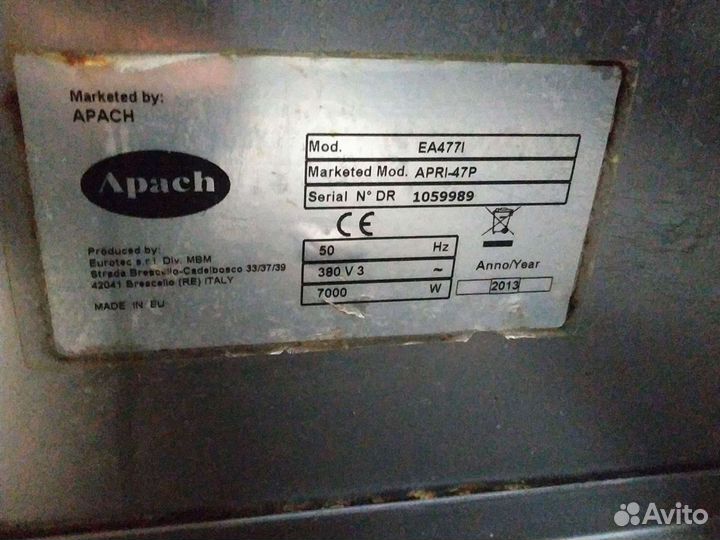 Marketed by:
APACH
Apach
Mod. EA477I
Marketed Mod. APRI-47P
Serial N° DR 1059989
CE
50 Hz
380 V 3 ~
7000 W
Anno/Year
2013
Produced by:
Eurotec s.r.l. Div. MBM
Strada Brescello-Cadelbosco 33/37/39
42041 Brescello (RE) ITALY
MADE IN EU
Avito